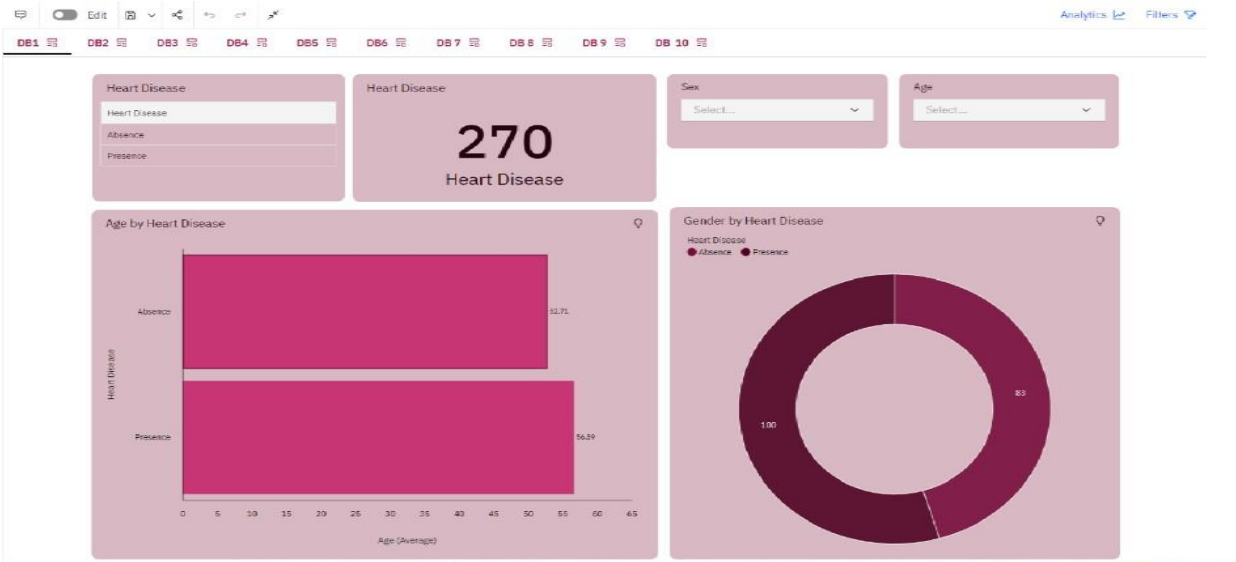 Edit
Analytics
Filters
DB1 DB2 DB3 DB4 DB5 DB6 DB 7 DB 8 DB 9 DB 10
Heart Disease
Heart Disease
Absence
Presence
Heart Disease
270
Heart Disease
Sex
Select...
Age
Select...
Age by Heart Disease
Heart Disease
Absence
52.71
Presence
56.59
0 5 10 15 20 25 30 35 40 45 50 55 60 65
Age (Average)
Gender by Heart Disease
Heart Disease
Absence Presence
83
100